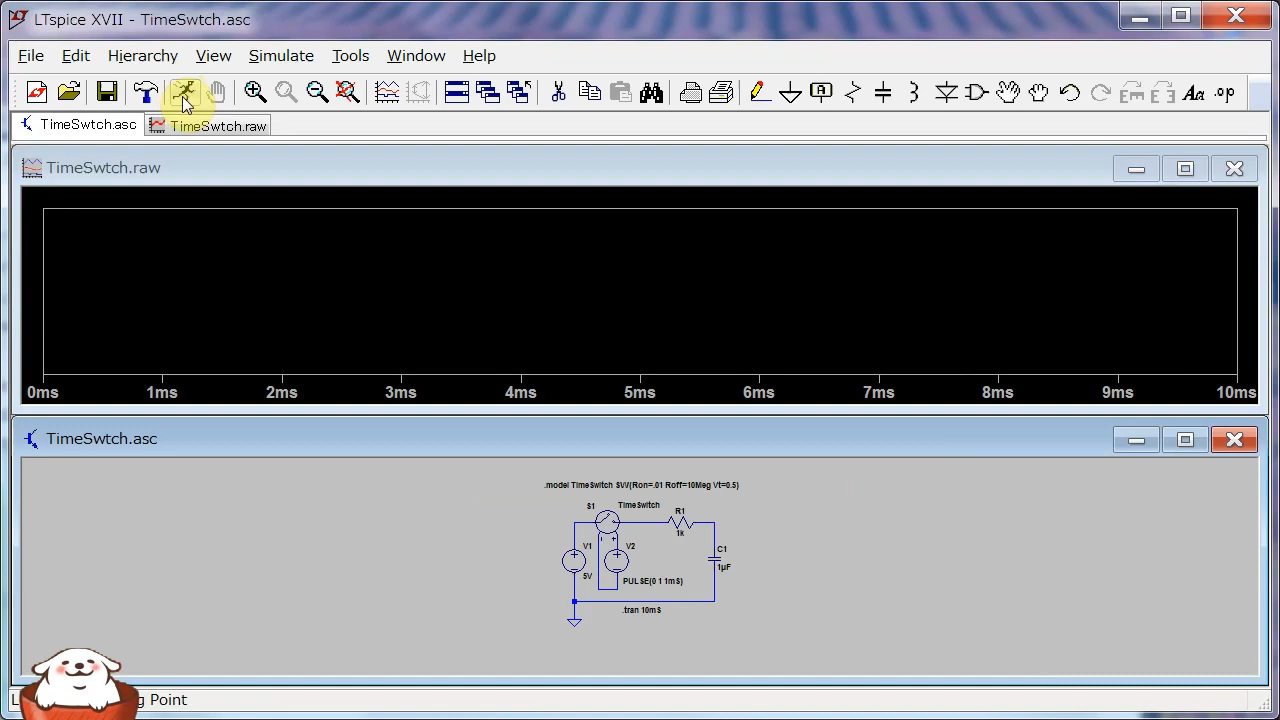 LTspice XVII - TimeSwtch.asc
File Edit Hierarchy View Simulate Tools Window Help
Aa .op
TimeSwtch.asc TimeSwtch.raw
TimeSwtch.raw
0ms 1ms 2ms 3ms 4ms 5ms 6ms 7ms 8ms 9ms 10ms
TimeSwtch.asc
.model TimeSwitch SW(Ron=.01 Roff=10Meg Vt=0.5)
S1 TimeSwitch
R1
1k
V1 V2 C1
5V PULSE(0 1 1mS) 1µF
.tran 10mS
Point